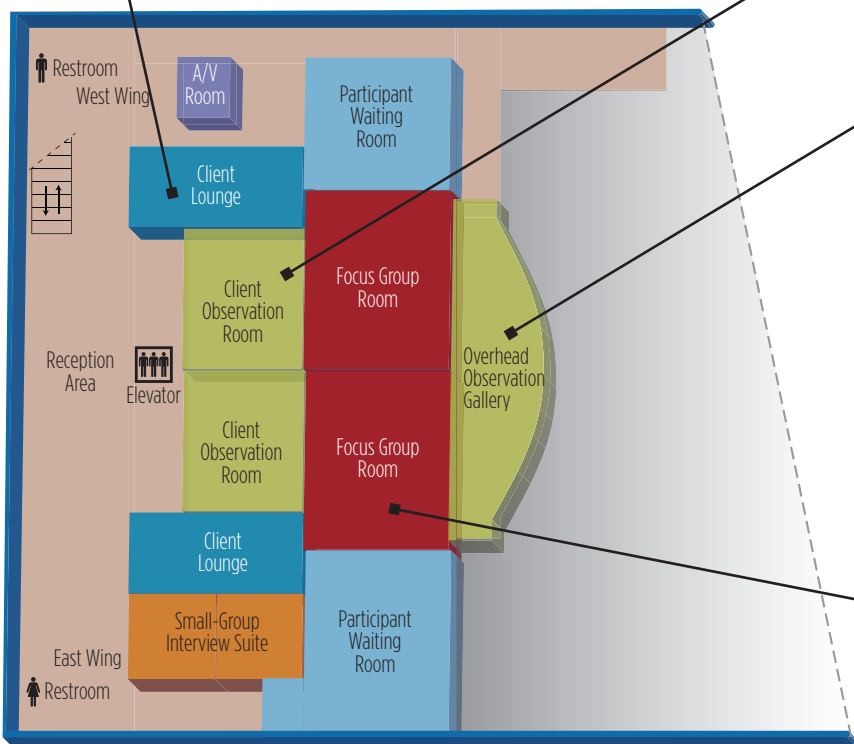 Restroom
West Wing
A/V
Room
Participant
Waiting
Room
Client
Lounge
Client
Observation
Room
Focus Group
Room
Reception
Area
Elevator
Overhead
Observation
Gallery
Client
Observation
Room
Focus Group
Room
Client
Lounge
Small-Group
Interview Suite
Participant
Waiting
Room
East Wing
Restroom